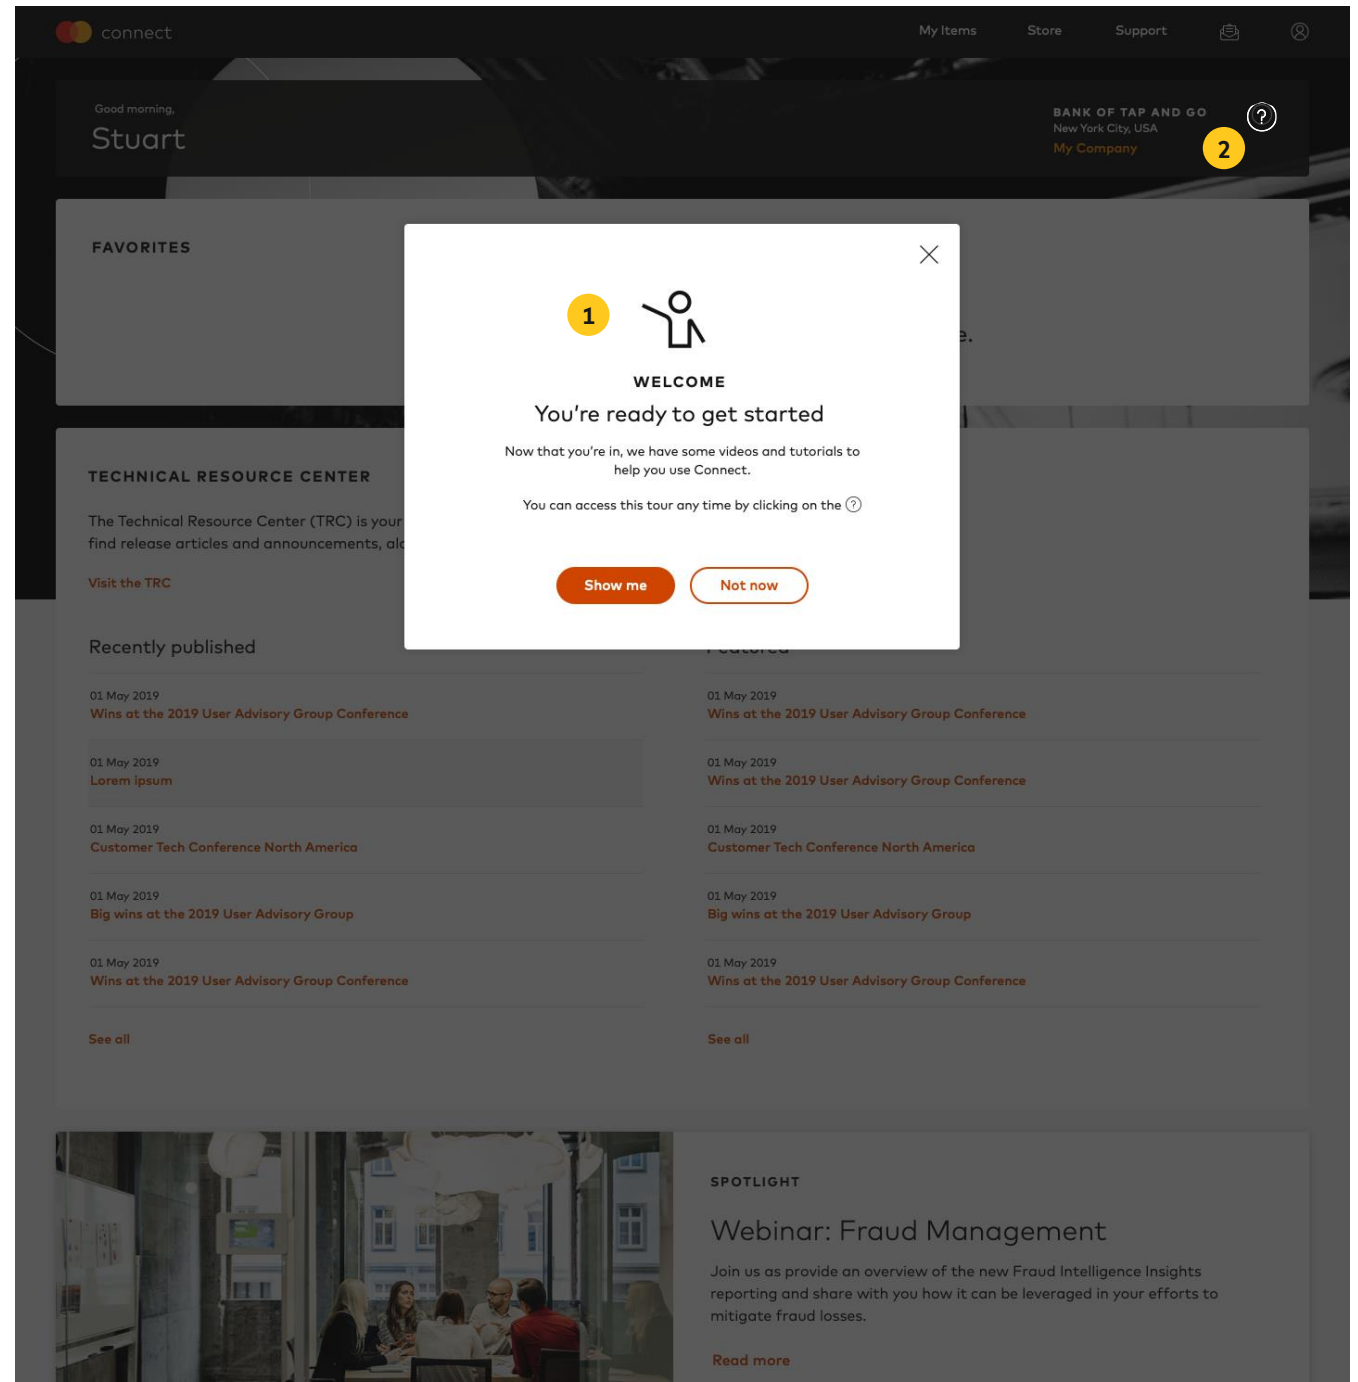 connect
My Items
Store
Support
Good morning,
Stuart
BANK OF TAP AND GO
New York City, USA
My Company
?
2
FAVORITES
e.
1
WELCOME
You're ready to get started
Now that you're in, we have some videos and tutorials to
help you use Connect.
You can access this tour any time by clicking on the ?
Show me
Not now
TECHNICAL RESOURCE CENTER
The Technical Resource Center (TRC) is your
find release articles and announcements, alo
Visit the TRC
Recently published
01 May 2019
Wins at the 2019 User Advisory Group Conference
01 May 2019
Lorem ipsum
01 May 2019
Customer Tech Conference North America
01 May 2019
Big wins at the 2019 User Advisory Group
01 May 2019
Wins at the 2019 User Advisory Group Conference
See all
Featured
01 May 2019
Wins at the 2019 User Advisory Group Conference
01 May 2019
Wins at the 2019 User Advisory Group Conference
01 May 2019
Customer Tech Conference North America
01 May 2019
Big wins at the 2019 User Advisory Group
01 May 2019
Wins at the 2019 User Advisory Group Conference
See all
SPOTLIGHT
Webinar: Fraud Management
Join us as provide an overview of the new Fraud Intelligence Insights
reporting and share with you how it can be leveraged in your efforts to
mitigate fraud losses.
Read more